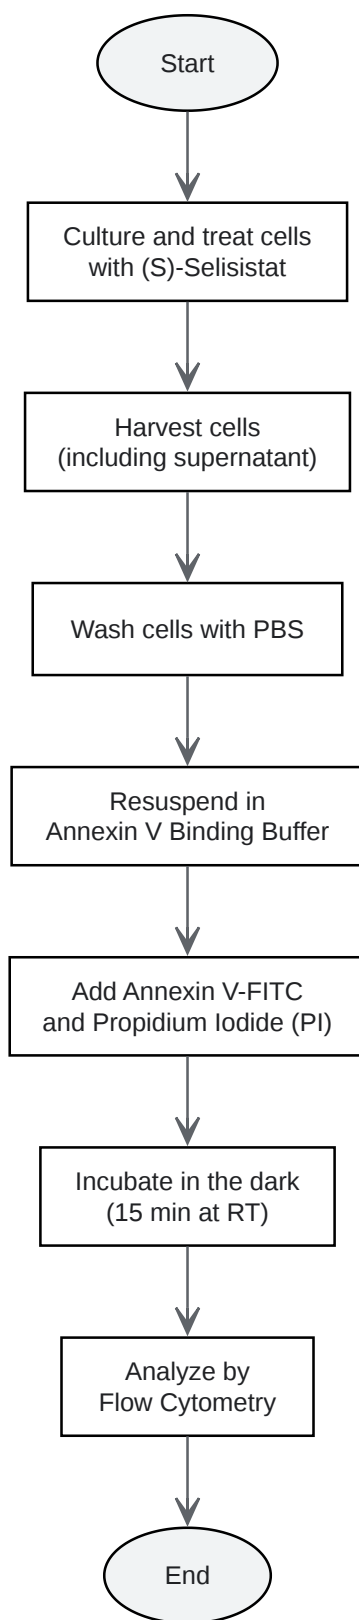 Start
Culture and treat cells
with (S)-Selisistat
Harvest cells
(including supernatant)
Wash cells with PBS
Resuspend in
Annexin V Binding Buffer
Add Annexin V-FITC
and Propidium Iodide (PI)
Incubate in the dark
(15 min at RT)
Analyze by
Flow Cytometry
End